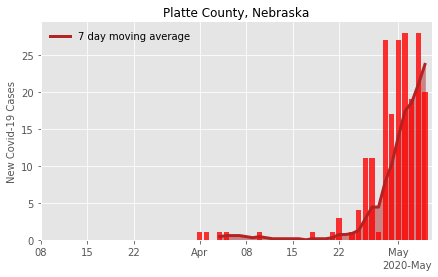 Platte County, Nebraska
7 day moving average
New Covid-19 Cases
25
20
15
10
5
0
08 15 22 Apr 08 15 22 May
2020-May